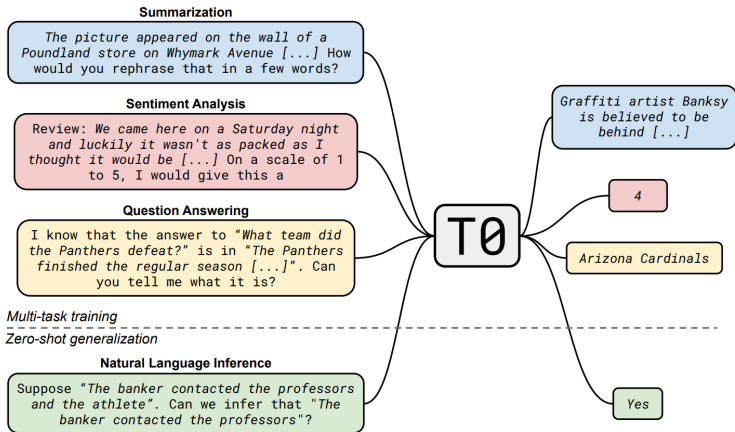 Summarization
The picture appeared on the wall of a
Poundland store on Whymark Avenue [...] How
would you rephrase that in a few words?
Sentiment Analysis
Review: We came here on a Saturday night
and luckily it wasn't as packed as I
thought it would be [...] On a scale of 1
to 5, I would give this a
Question Answering
I know that the answer to “What team did
the Panthers defeat?” is in “The Panthers
finished the regular season [...]”. Can
you tell me what it is?
Multi-task training
Zero-shot generalization
Natural Language Inference
Suppose “The banker contacted the professors
and the athlete”. Can we infer that "The
banker contacted the professors"?
T0
Graffiti artist Banksy
is believed to be
behind [...]
4
Arizona Cardinals
Yes